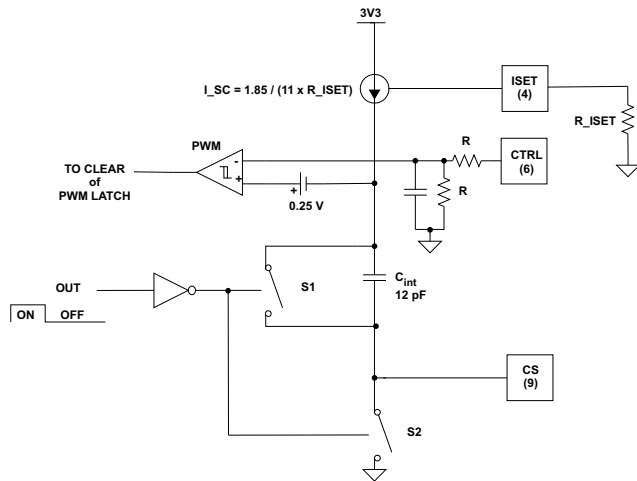 3V3
I_SC = 1.85 / (11 x R_ISET)
ISET
(4)
R_ISET
PWM
R
CTRL
(6)
-
+
+
TO CLEAR
of
PWM LATCH
0.25 V
R
OUT
S1
Cint
12 pF
ON
OFF
CS
(9)
S2